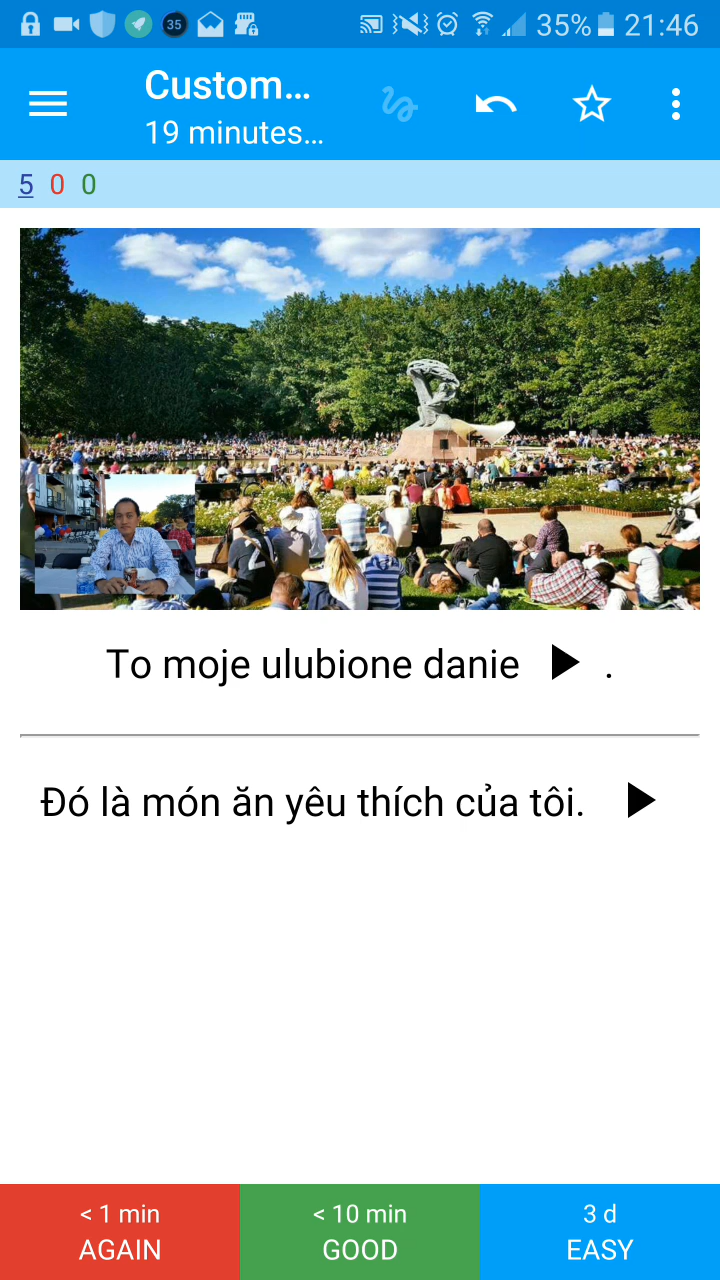 35 35% 21:46
Custom...
19 minutes...
5 0 0
To moje ulubione danie .
Đó là món ăn yêu thích của tôi.
< 1 min < 10 min 3 d
AGAIN GOOD EASY